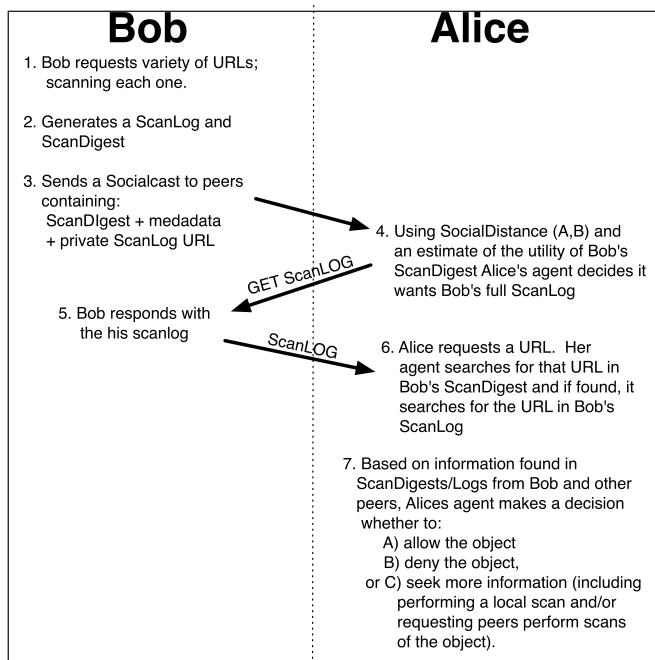 Bob
1. Bob requests variety of URLs;
scanning each one.
2. Generates a ScanLog and
ScanDigest
3. Sends a Socialcast to peers
containing:
ScanDIgest + medadata
+ private ScanLog URL
Alice
4. Using SocialDistance (A,B) and
an estimate of the utility of Bob's
ScanDigest Alice's agent decides it
wants Bob's full ScanLog
GET ScanLOG
5. Bob responds with
the his scanlog
ScanLOG
6. Alice requests a URL. Her
agent searches for that URL in
Bob's ScanDigest and if found, it
searches for the URL in Bob's
ScanLog
7. Based on information found in
ScanDigests/Logs from Bob and other
peers, Alices agent makes a decision
whether to:
A) allow the object
B) deny the object,
or C) seek more information (including
performing a local scan and/or
requesting peers perform scans
of the object).